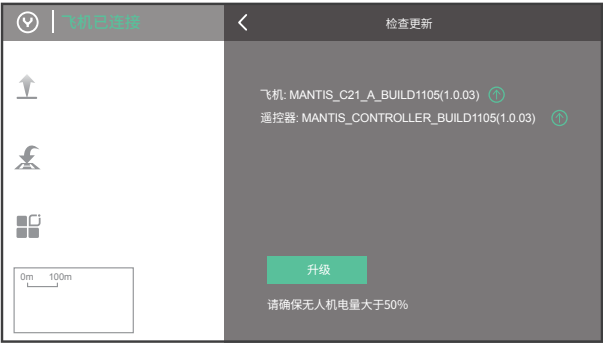 飞机已连接
检查更新
飞机: MANTIS_C21_A_BUILD1105(1.0.03)
遥控器: MANTIS_CONTROLLER_BUILD1105(1.0.03)
0m 100m
升级
请确保无人机电量大于50%